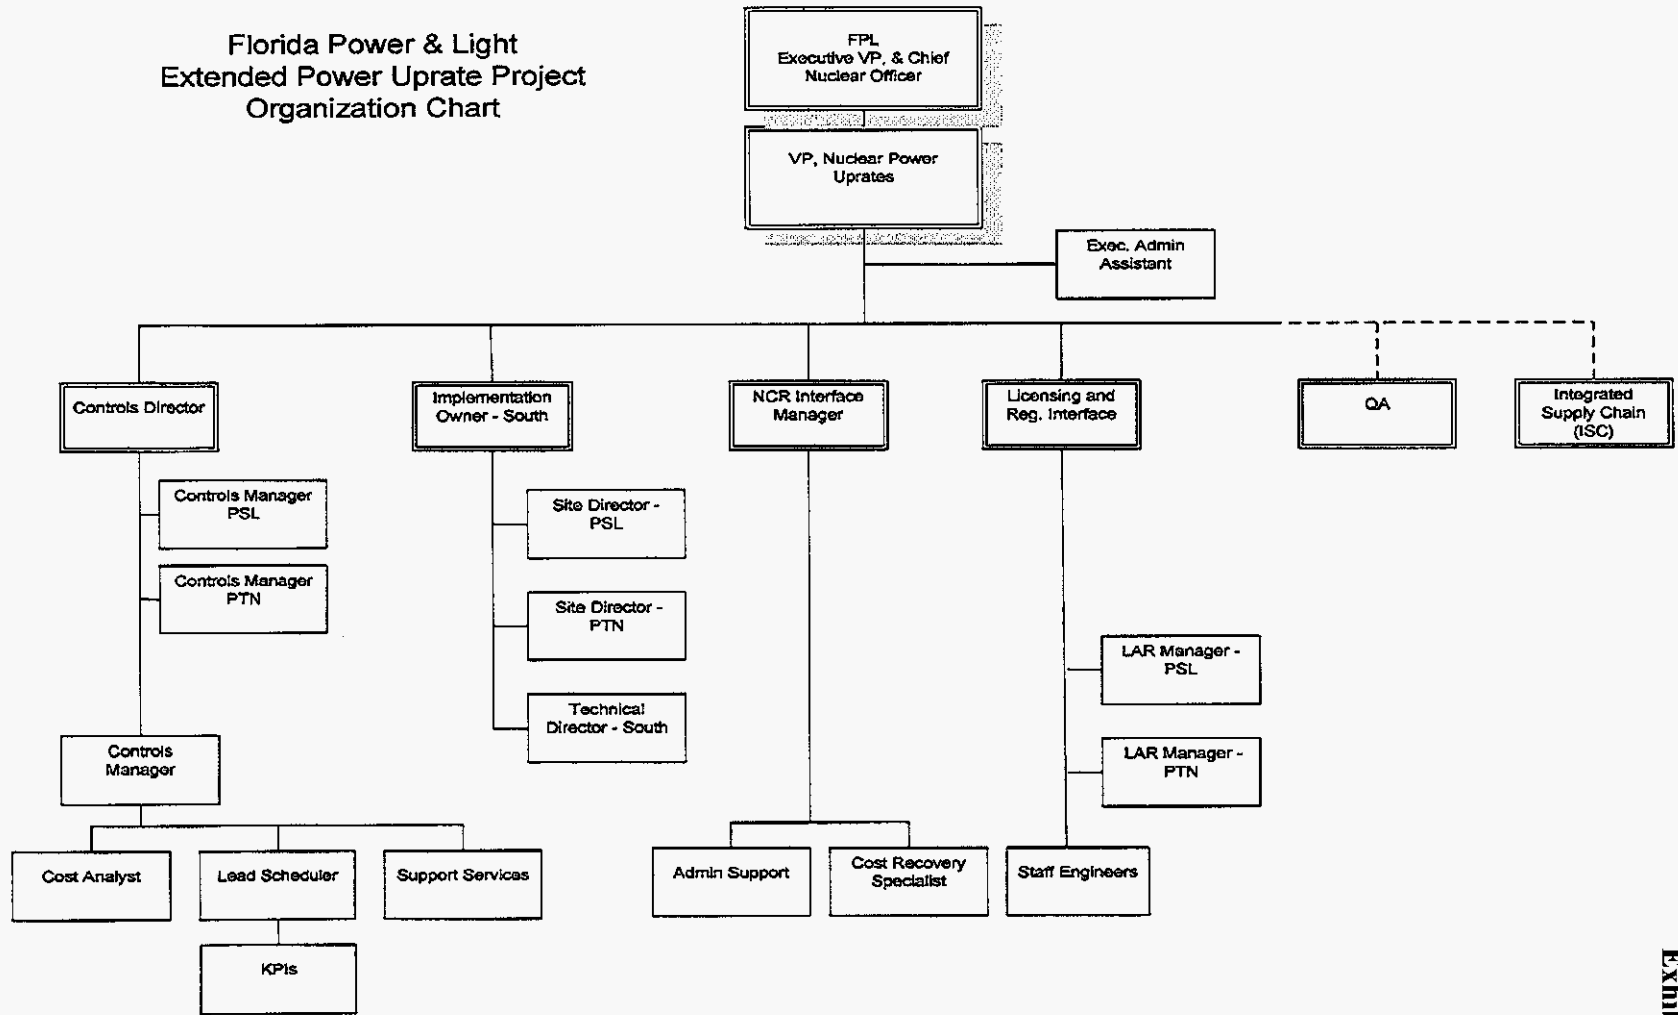 Florida Power & Light
Extended Power Uprate Project
Organization Chart
FPL
Executive VP, & Chief
Nuclear Officer
VP, Nuclear Power
Uprates
Exec. Admin
Assistant
Controls Director
Implementation
Owner - South
NCR Interface
Manager
Licensing and
Reg. Interface
QA
Integrated
Supply Chain
(ISC)
Controls Manager
PSL
Controls Manager
PTN
Site Director -
PSL
Site Director -
PTN
Technical
Director - South
LAR Manager -
PSL
LAR Manager -
PTN
Controls
Manager
Cost Analyst
Lead Scheduler
Support Services
Admin Support
Cost Recovery
Specialist
Staff Engineers
KPIs